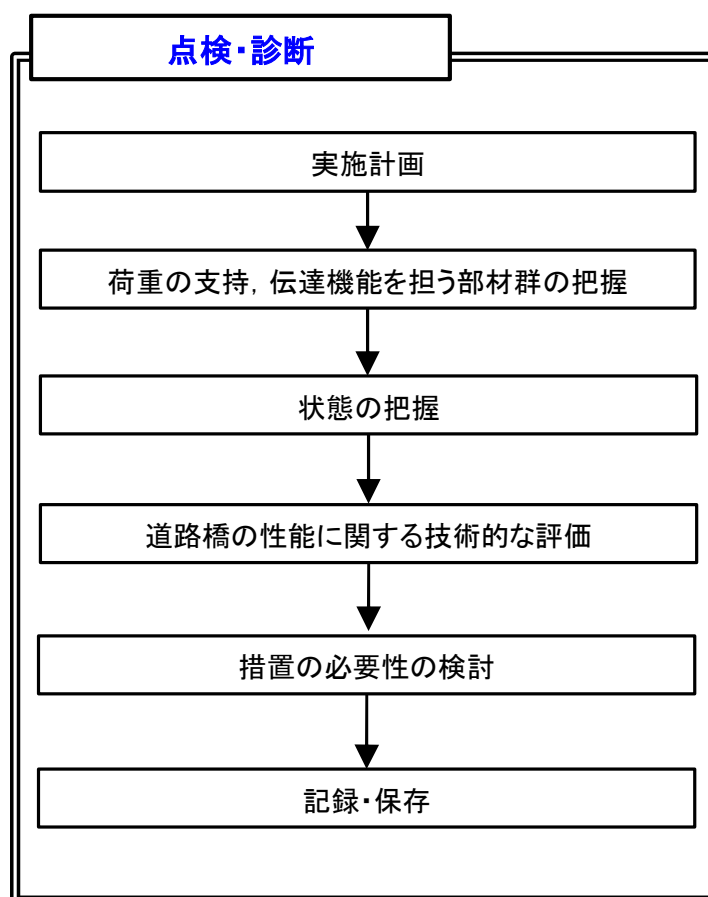 点検・診断
実施計画
荷重の支持，伝達機能を担う部材群の把握
状態の把握
道路橋の性能に関する技術的な評価
措置の必要性の検討
記録・保存